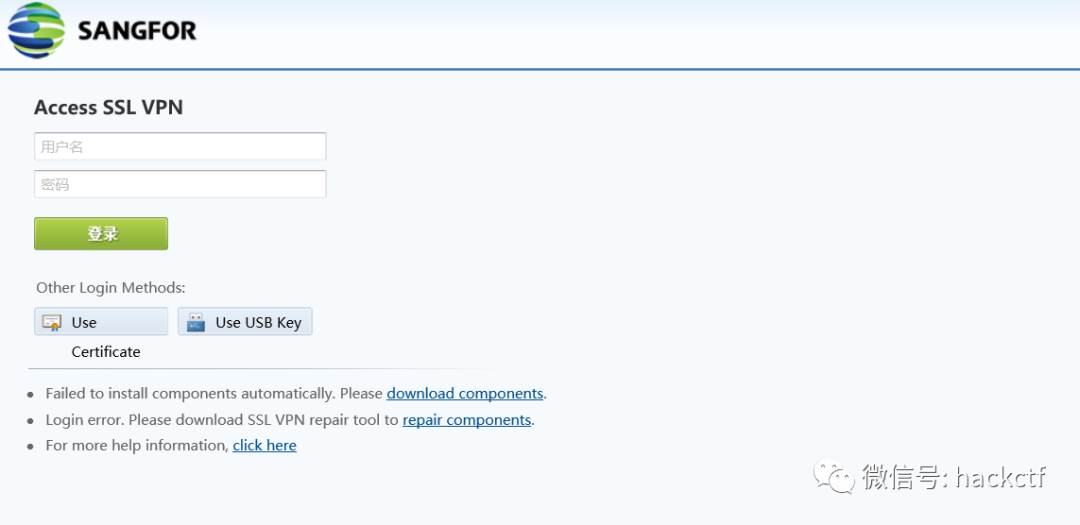 SANGFOR
Access SSL VPN
用户名
密码
登录
Other Login Methods:
Use Certificate
Use USB Key
Failed to install components automatically. Please download components.
Login error. Please download SSL VPN repair tool to repair components.
For more help information, click here
微信号: hackctf